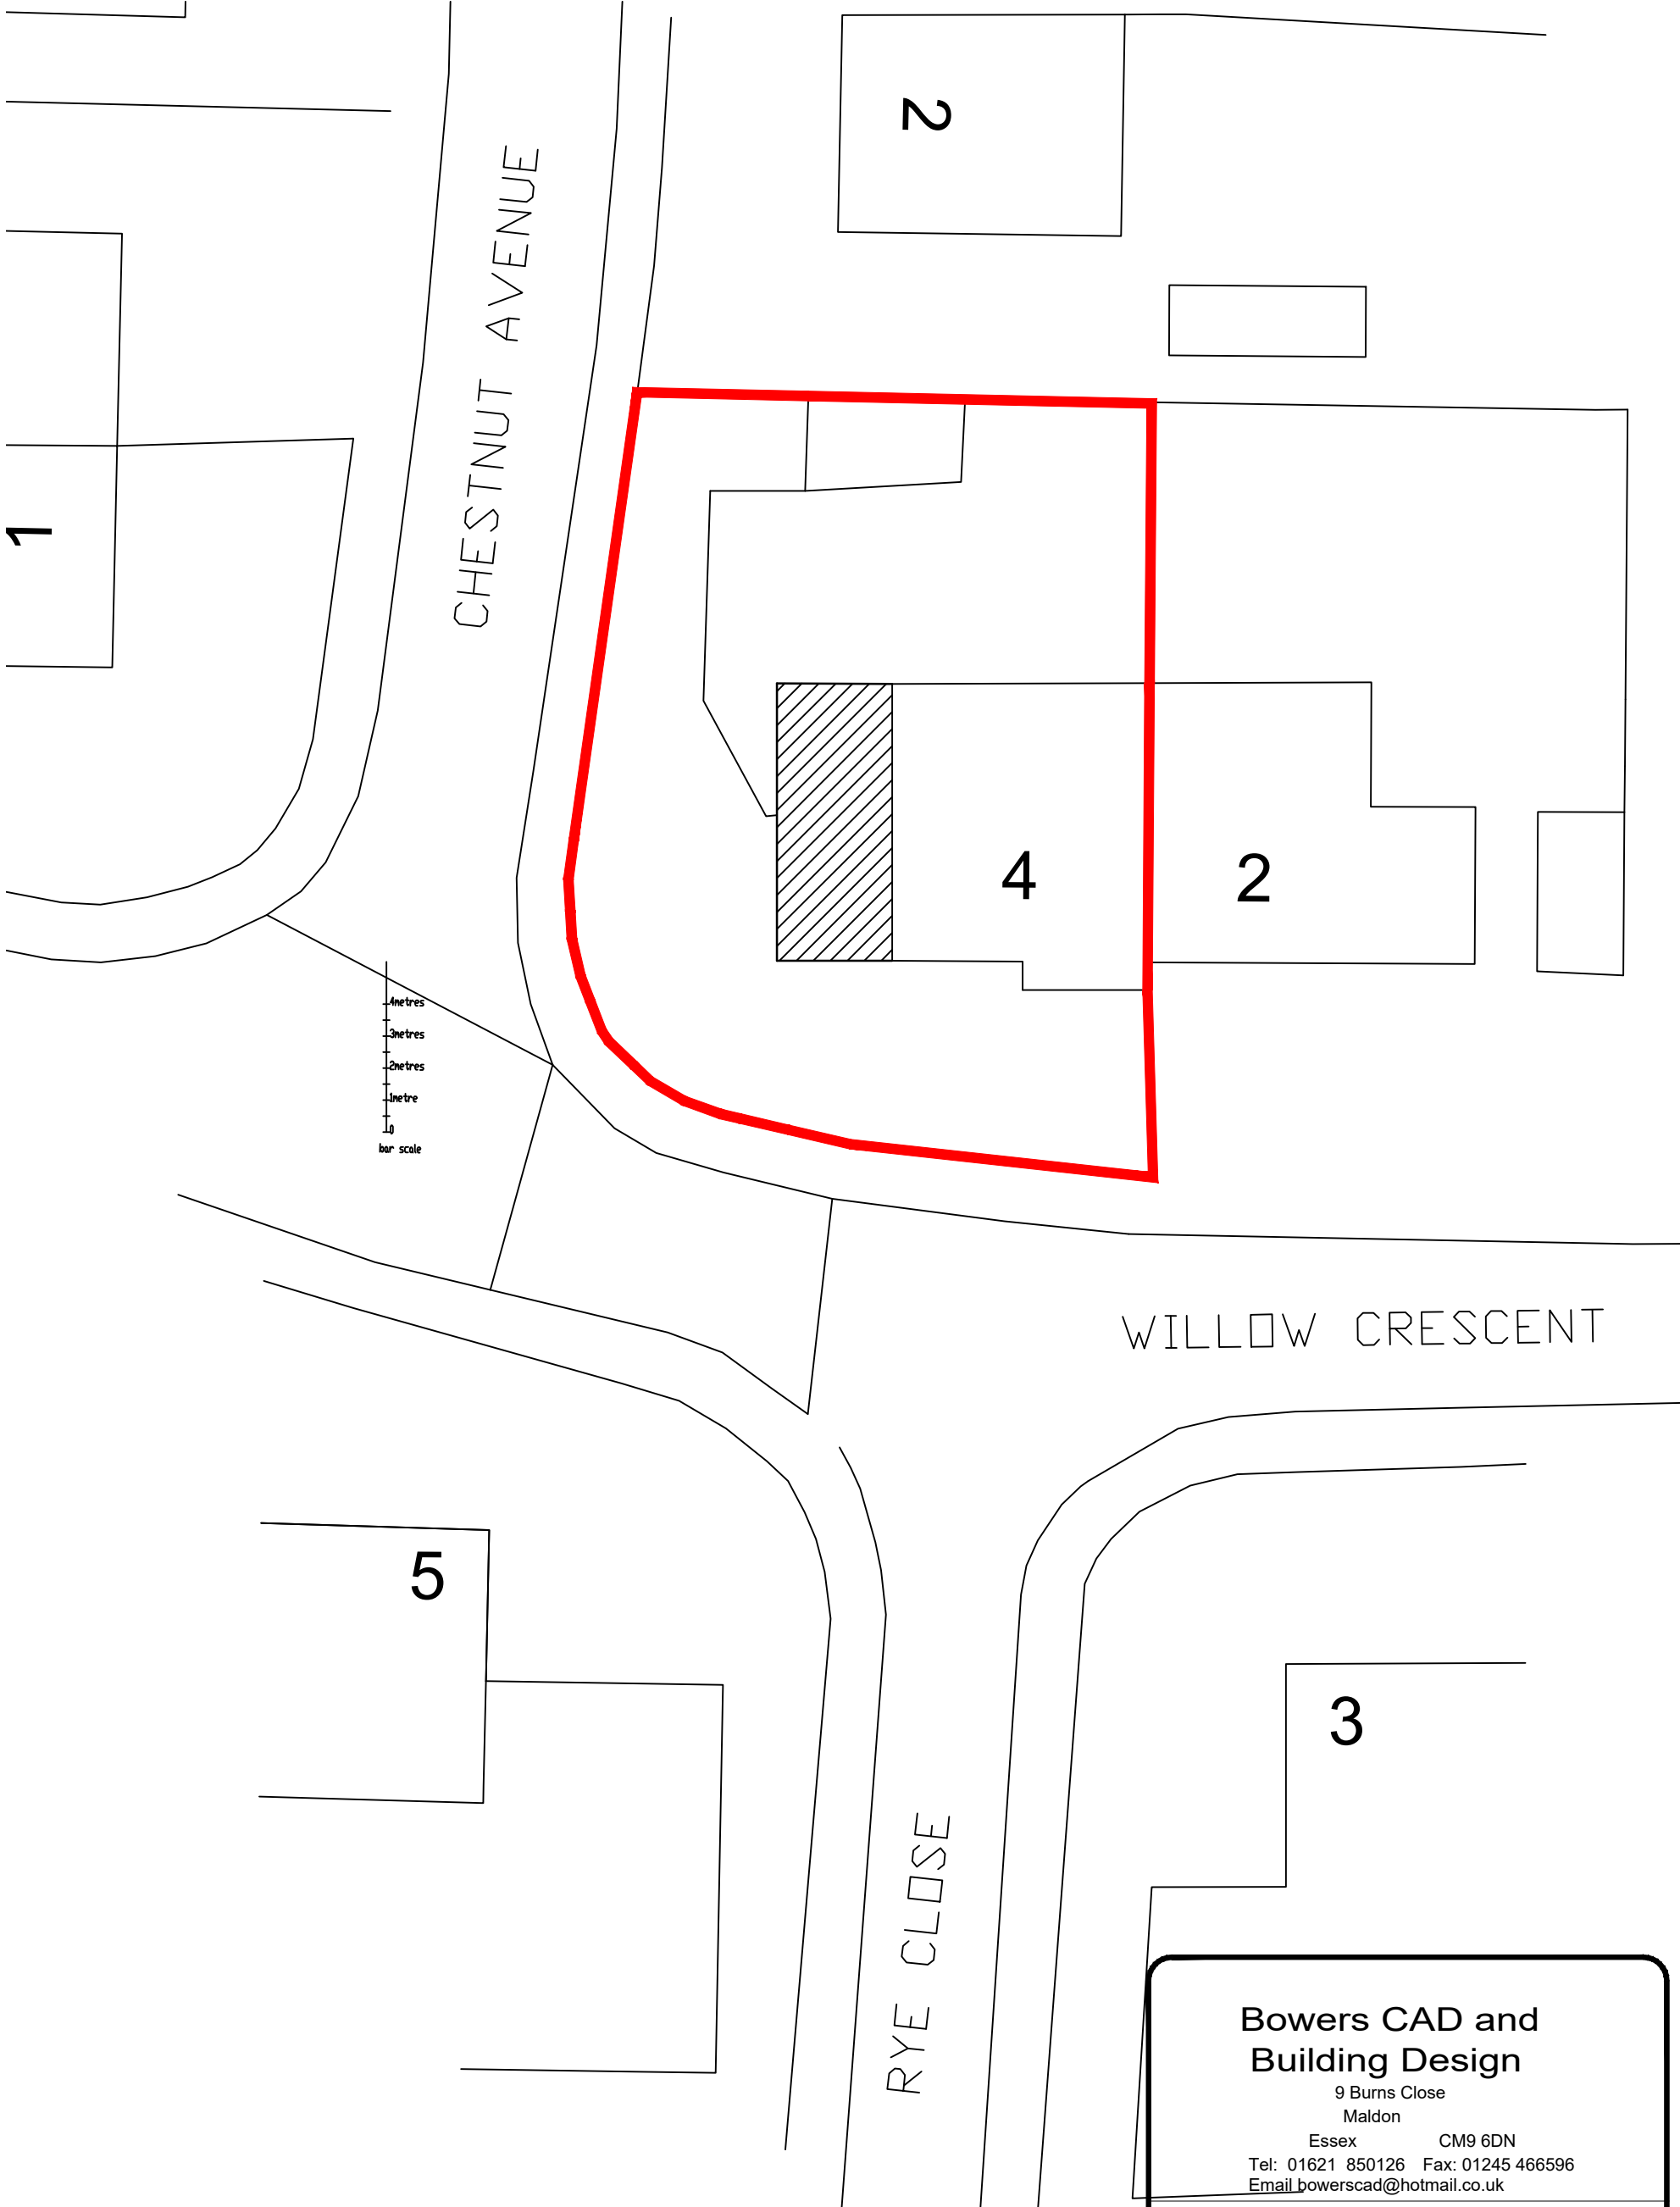 2
CHESTNUT AVENUE
1
4
2
4metres
3metres
2metres
1metre
0
bar scale
WILLOW CRESCENT
5
3
RYE CLOSE
Bowers CAD and
Building Design
9 Burns Close
Maldon
Essex CM9 6DN
Tel: 01621 850126 Fax: 01245 466596
Email bowerscad@hotmail.co.uk